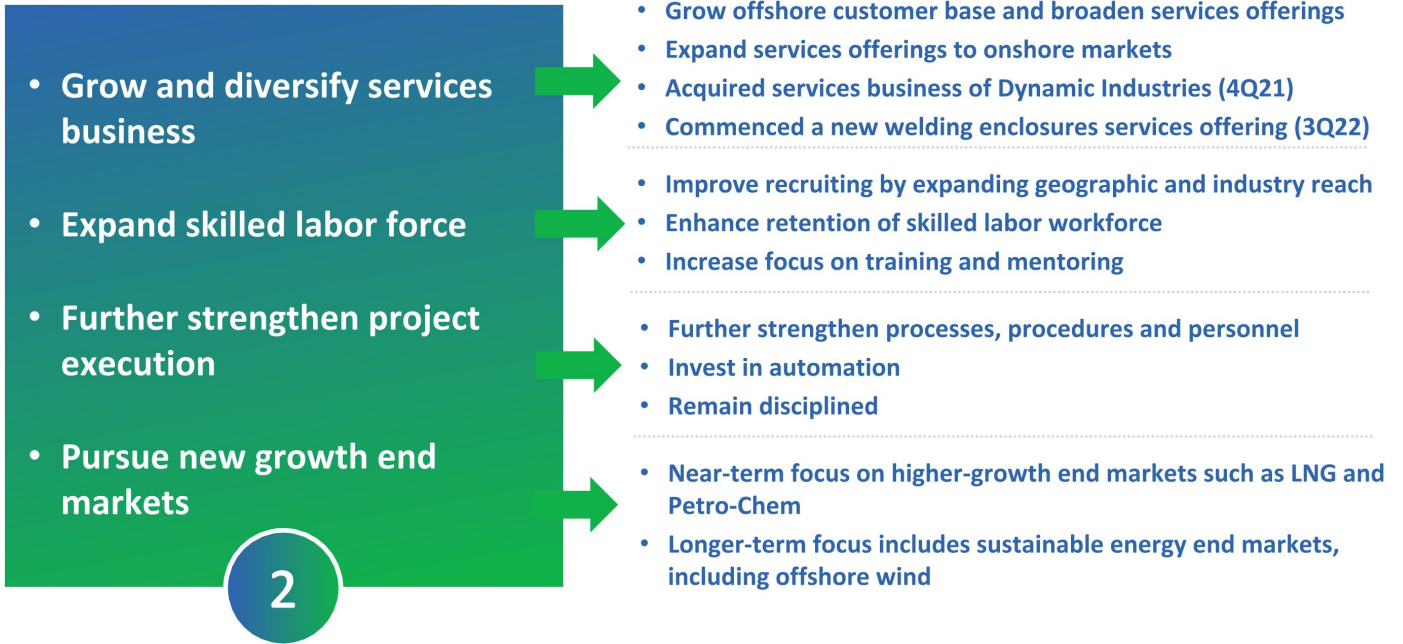 • Grow and diversify services
business
• Expand skilled labor force
• Further strengthen project
execution
• Pursue new growth end
markets
2
• Grow offshore customer base and broaden services offerings
• Expand services offerings to onshore markets
• Acquired services business of Dynamic Industries (4Q21)
• Commenced a new welding enclosures services offering (3Q22)
• Improve recruiting by expanding geographic and industry reach
• Enhance retention of skilled labor workforce
• Increase focus on training and mentoring
• Further strengthen processes, procedures and personnel
• Invest in automation
• Remain disciplined
• Near-term focus on higher-growth end markets such as LNG and
Petro-Chem
• Longer-term focus includes sustainable energy end markets,
including offshore wind